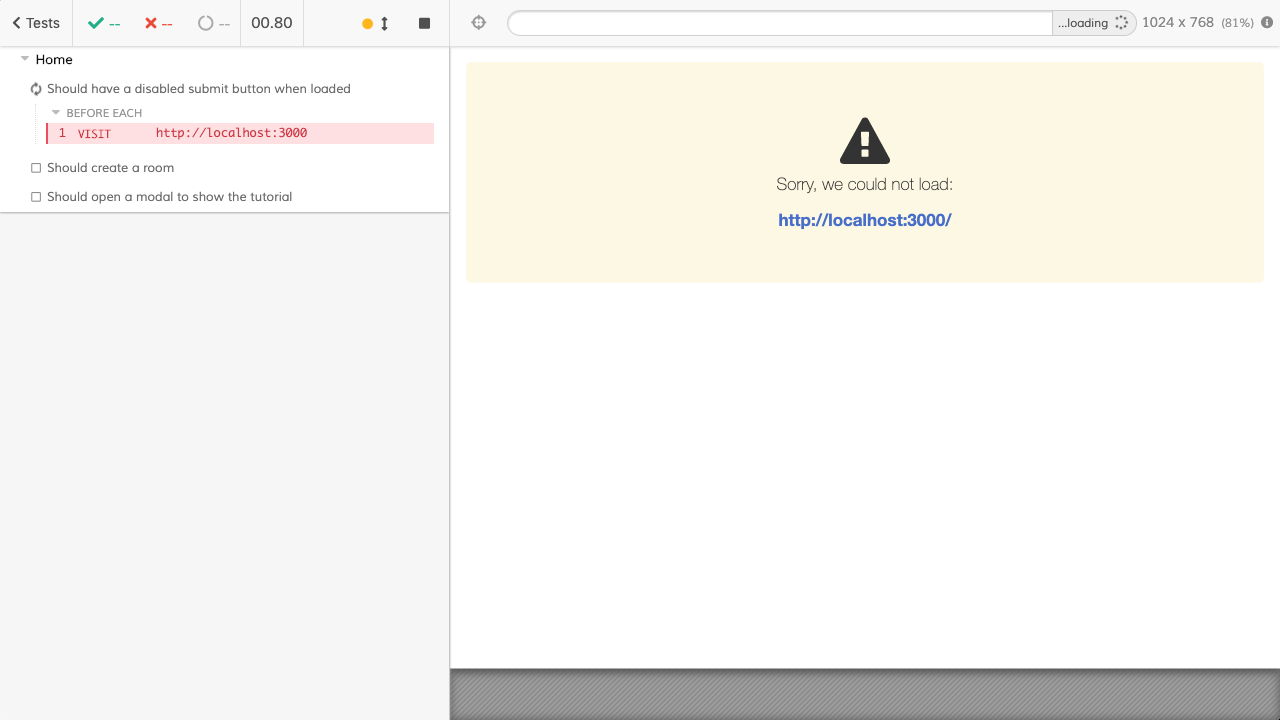 Tests -- -- -- 00.80
...loading 1024 x 768 (81%)
Home
Should have a disabled submit button when loaded
BEFORE EACH
1 VISIT http://localhost:3000
Should create a room
Should open a modal to show the tutorial
Sorry, we could not load:
http://localhost:3000/